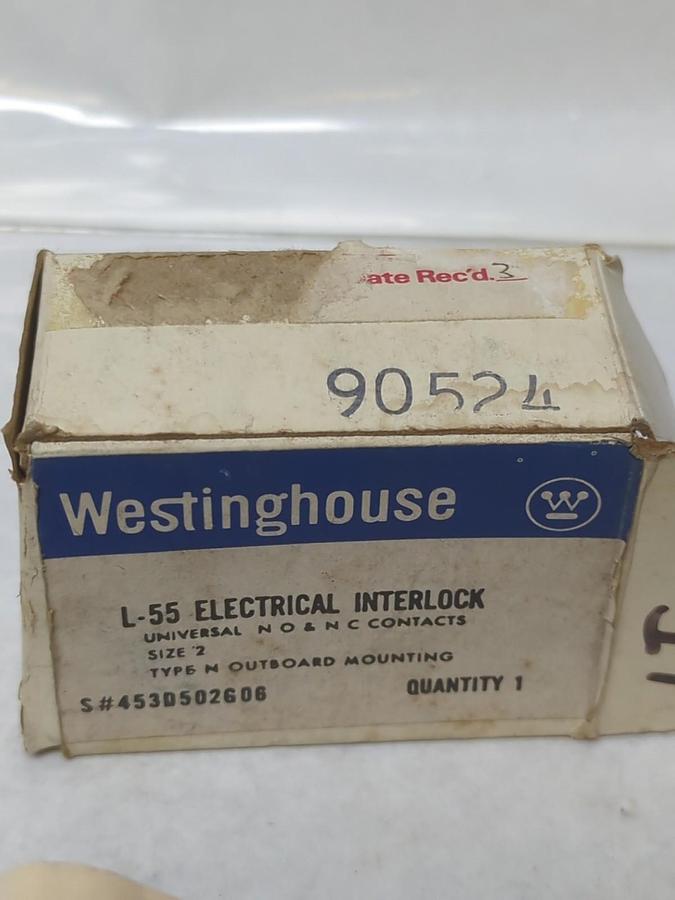 ate Rec'd. 3
90524
Westinghouse
W
L-55 ELECTRICAL INTERLOCK
UNIVERSAL N O & N C CONTACTS
SIZE 2
TYPE N OUTBOARD MOUNTING
S#453D502G06 QUANTITY 1